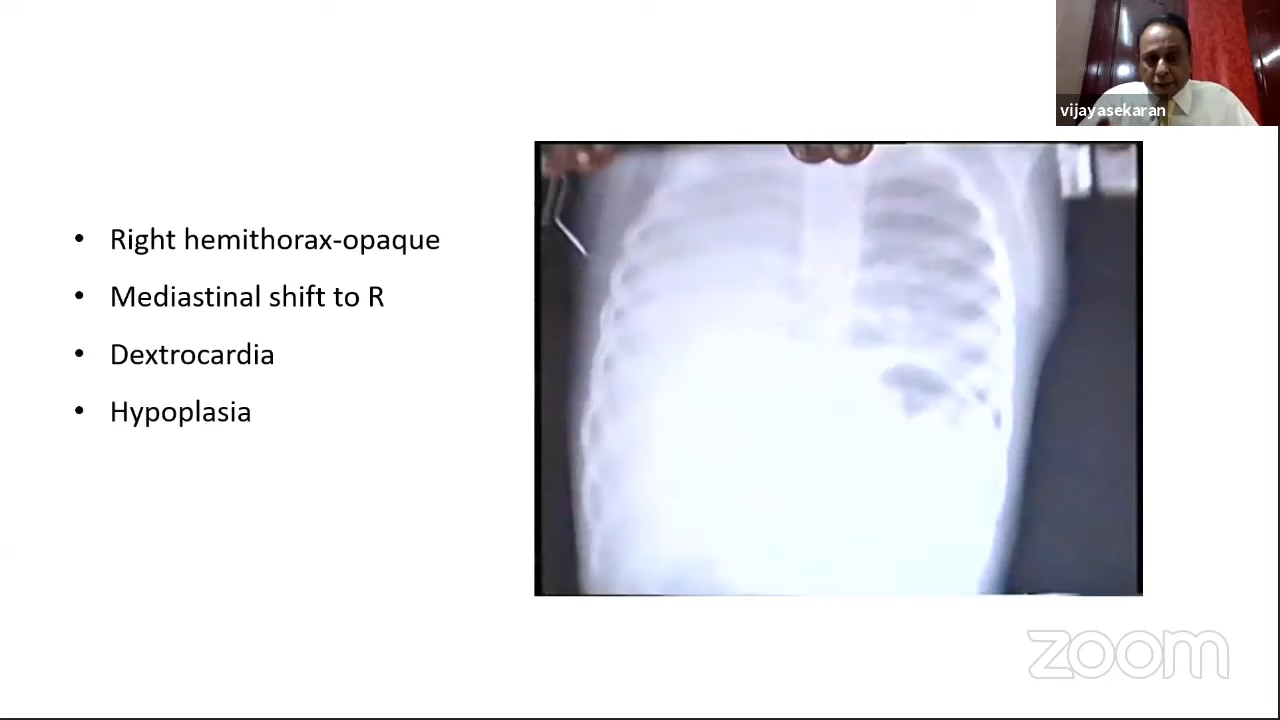 vijayasekaran
• Right hemithorax-opaque
• Mediastinal shift to R
• Dextrocardia
• Hypoplasia
zoom